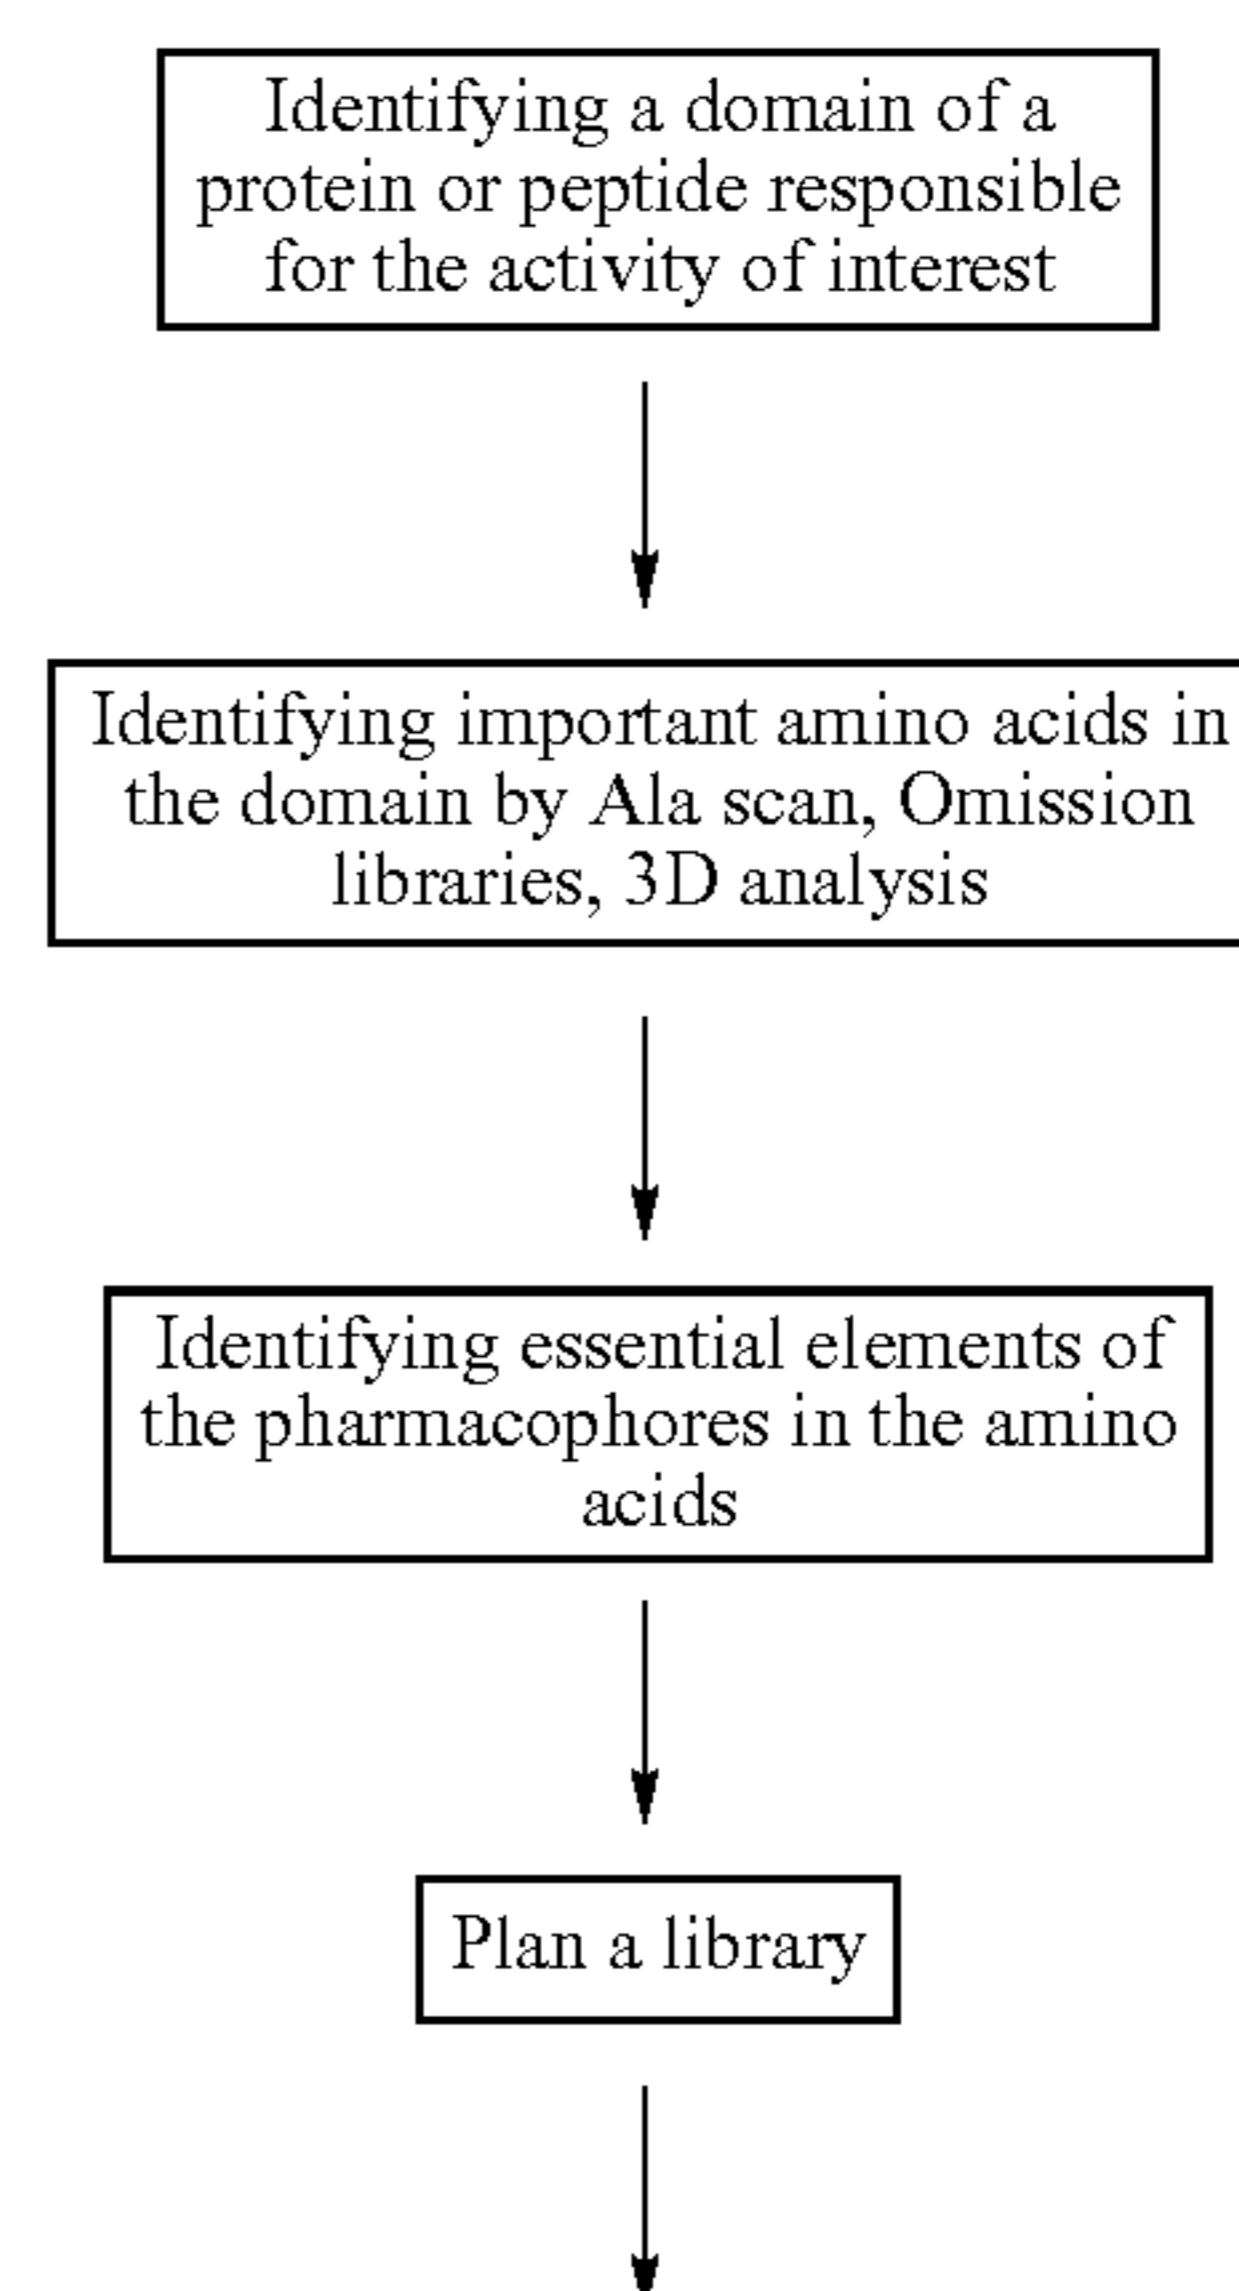 Identifying a domain of a
protein or peptide responsible
for the activity of interest
Identifying important amino acids in
the domain by Ala scan, Omission
libraries, 3D analysis
Identifying essential elements of
the pharmacophores in the amino
acids
Plan a library